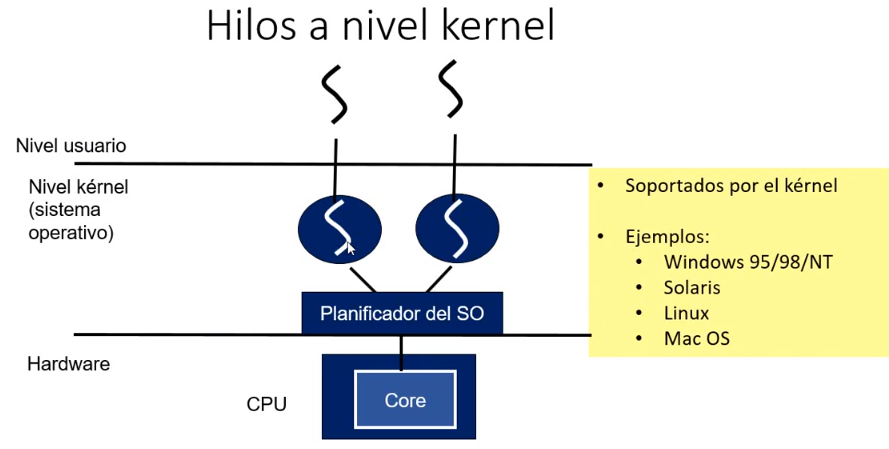 Hilos a nivel kernel
Nivel usuario
Nivel kérnel
(sistema
operativo)
Planificador del SO
Hardware
CPU
Core
• Soportados por el kérnel
• Ejemplos:
• Windows 95/98/NT
• Solaris
• Linux
• Mac OS